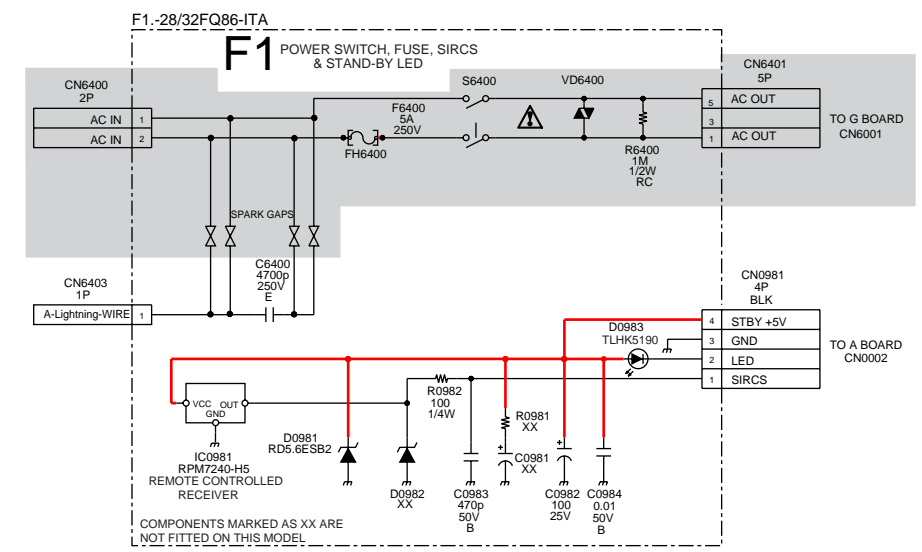 F1.-28/32FQ86-ITA
F1 POWER SWITCH, FUSE, SIRCS
& STAND-BY LED
CN6400
2P
AC IN 1
AC IN 2
F6400
5A
250V
FH6400
S6400
VD6400
R6400
1M
1/2W
RC
CN6401
5P
5 AC OUT
3
1 AC OUT
TO G BOARD
CN6001
SPARK GAPS
C6400
4700p
250V
E
CN6403
1P
A-Lightning-WIRE 1
CN0981
4P
BLK
4 STBY +5V
3 GND
2 LED
1 SIRCS
TO A BOARD
CN0002
D0983
TLHK5190
R0982
100
1/4W
VCC OUT
GND
IC0981
RPM7240-H5
REMOTE CONTROLLED
RECEIVER
D0981
RD5.6ESB2
D0982
XX
C0983
470p
50V
B
R0981
XX
+
C0981
XX
+
C0982
100
25V
C0984
0.01
50V
B
COMPONENTS MARKED AS XX ARE
NOT FITTED ON THIS MODEL